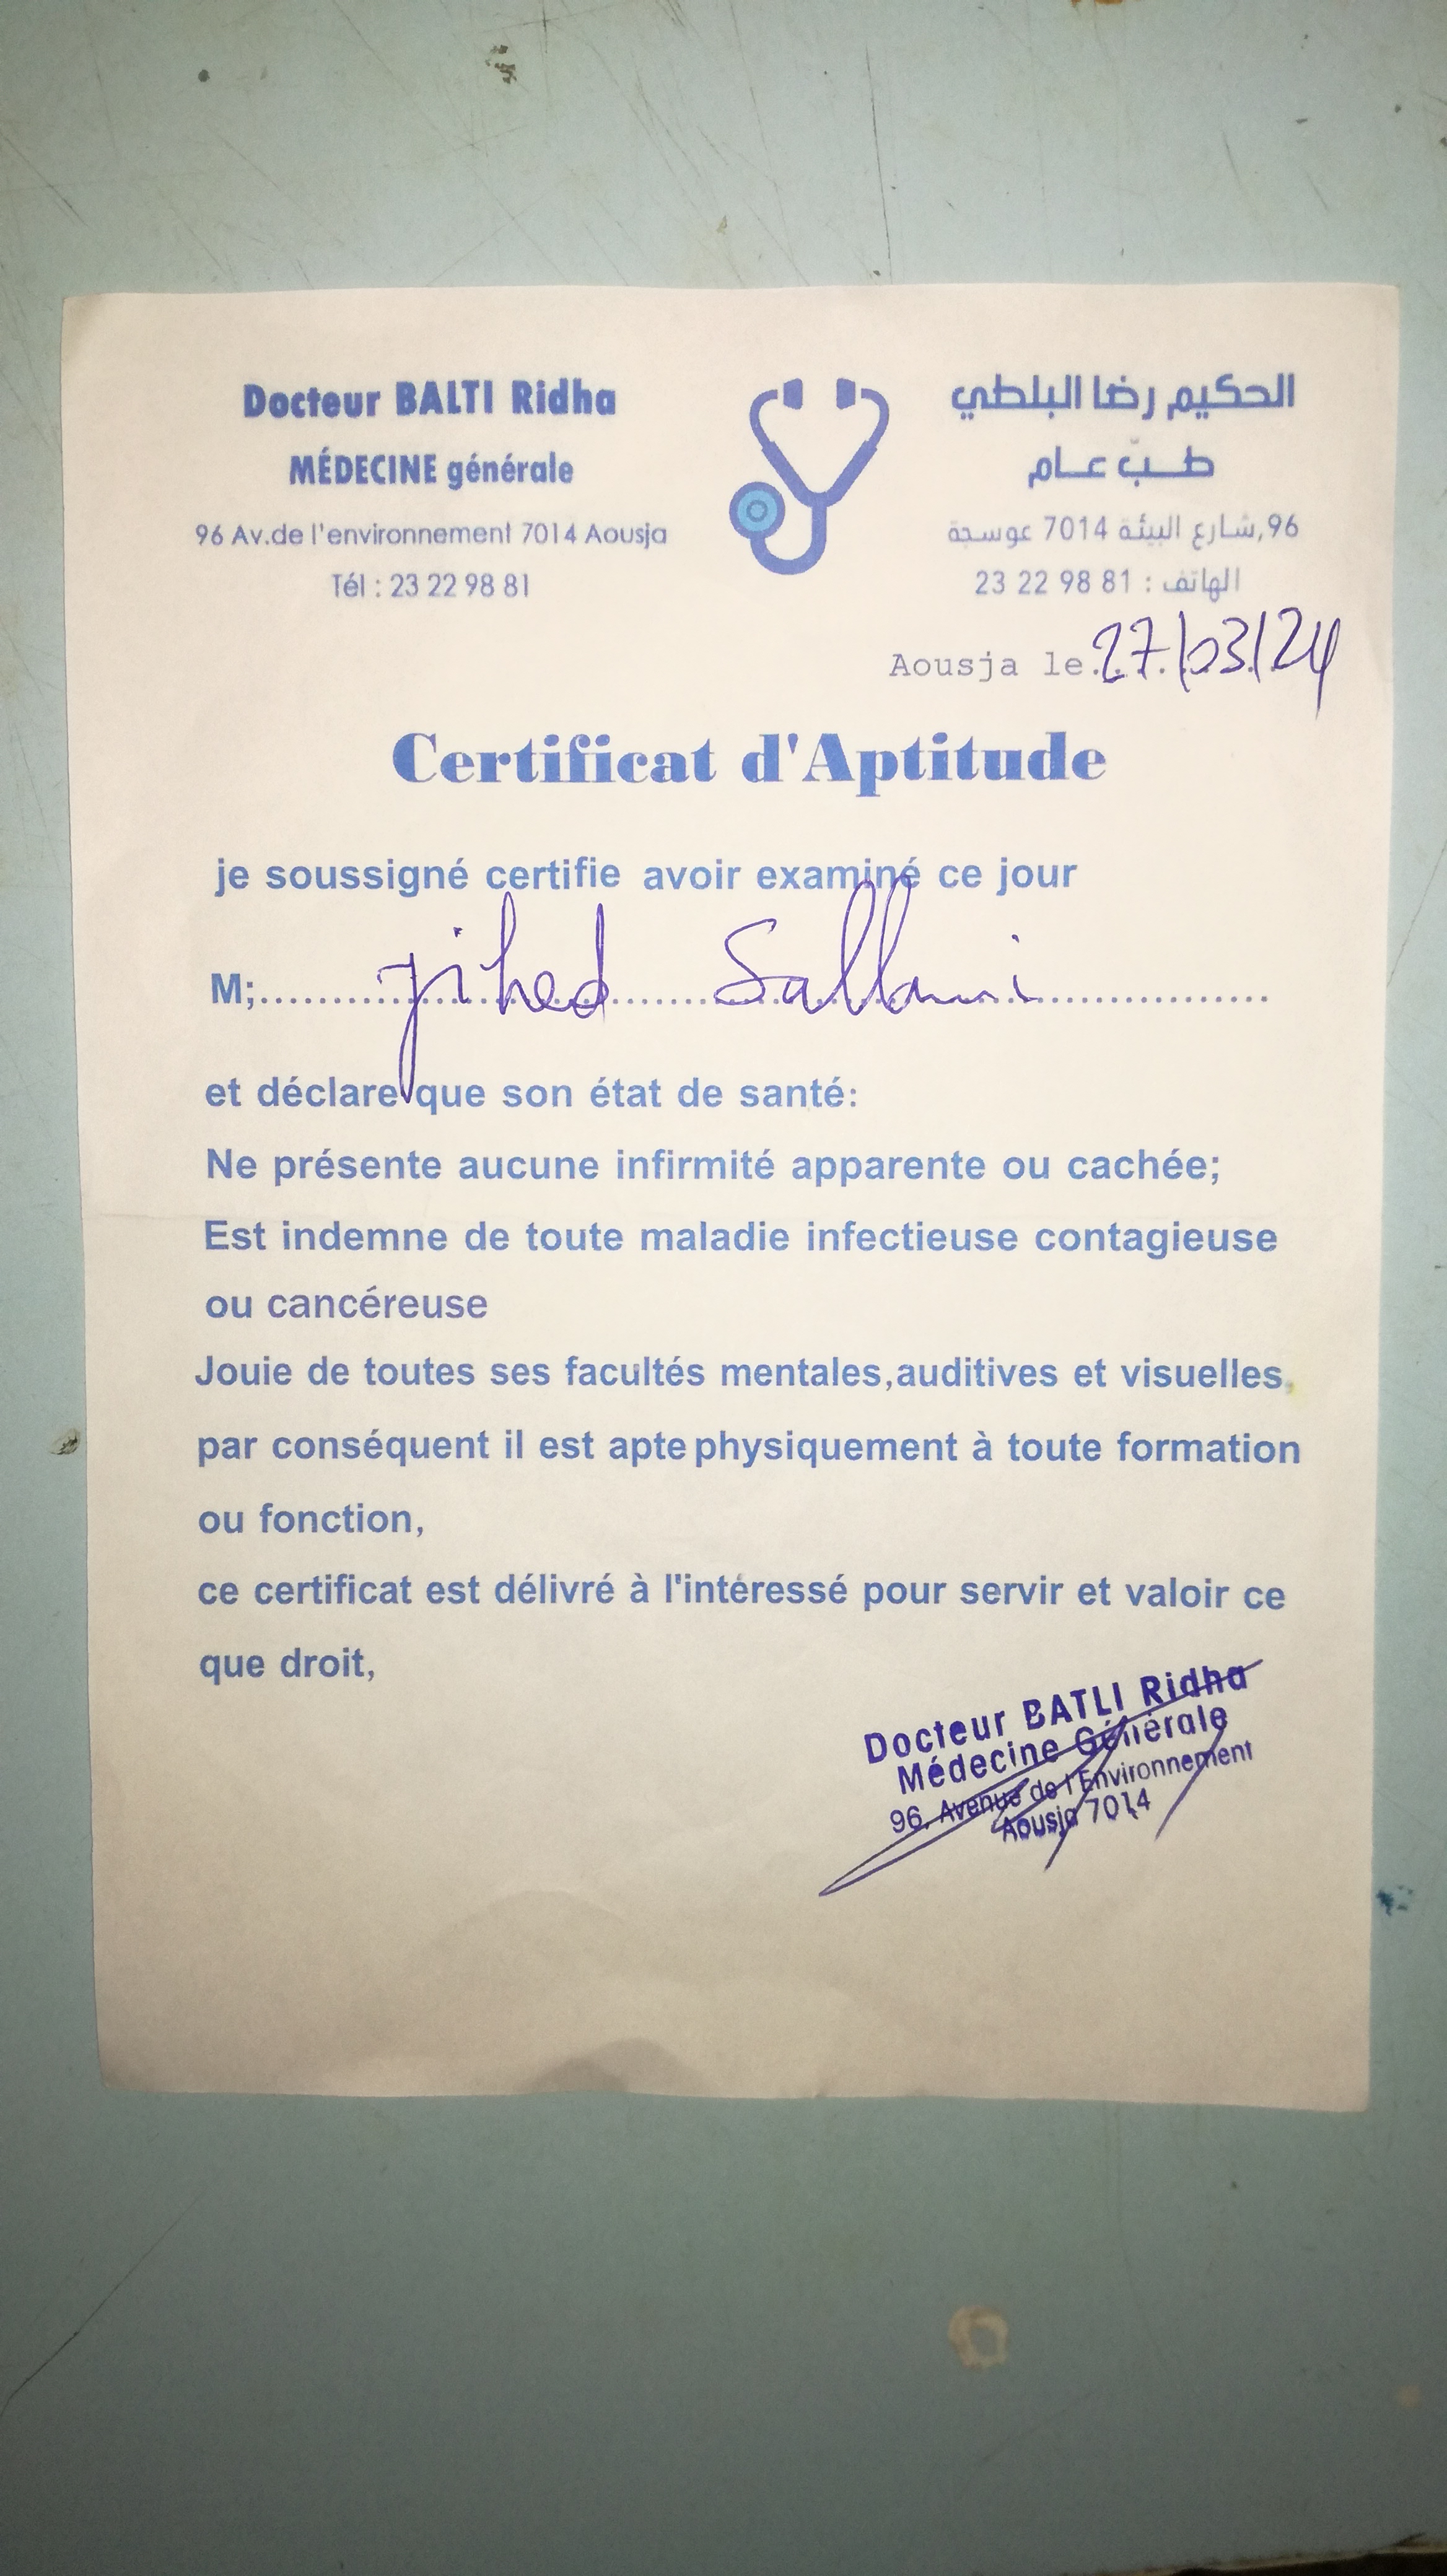 Docteur BALTI Ridha
MÉDECINE générale
96 Av.de l'environnement 7014 Aousja
Tél : 23 22 98 81
الحكيم رضا البلطي
طـبّ عـام
96,شارع البيئة 7014 عوسجة
الهاتف : 81 98 22 23
Aousja le 27/03/24
Certificat d'Aptitude
je soussigné certifie avoir examiné ce jour
M; jihed Sallami
et déclare que son état de santé:
Ne présente aucune infirmité apparente ou cachée;
Est indemne de toute maladie infectieuse contagieuse
ou cancéreuse
Jouie de toutes ses facultés mentales,auditives et visuelles,
par conséquent il est apte physiquement à toute formation
ou fonction,
ce certificat est délivré à l'intéressé pour servir et valoir ce
que droit,
Docteur BATLI Ridha
Médecine Générale
96, Avenue de l'Environnement
Aousja 7014